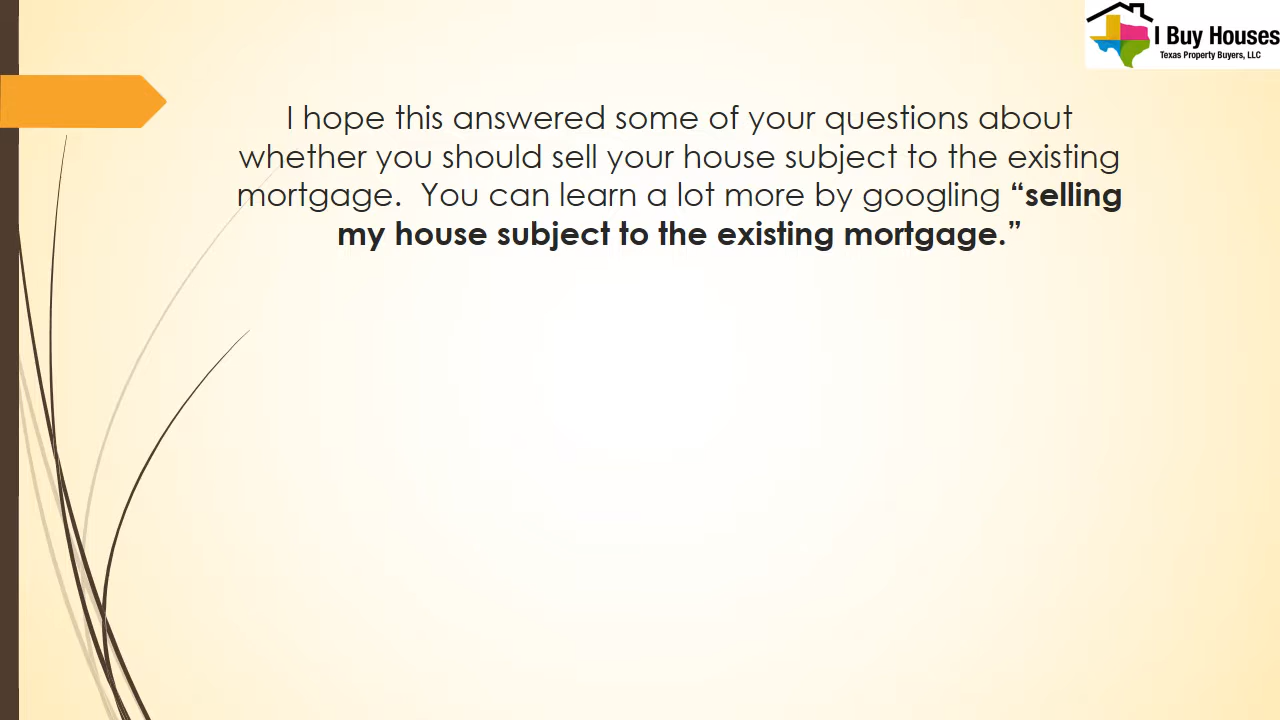 I Buy Houses
Texas Property Buyers, LLC
I hope this answered some of your questions about
whether you should sell your house subject to the existing
mortgage.  You can learn a lot more by googling “selling
my house subject to the existing mortgage.”